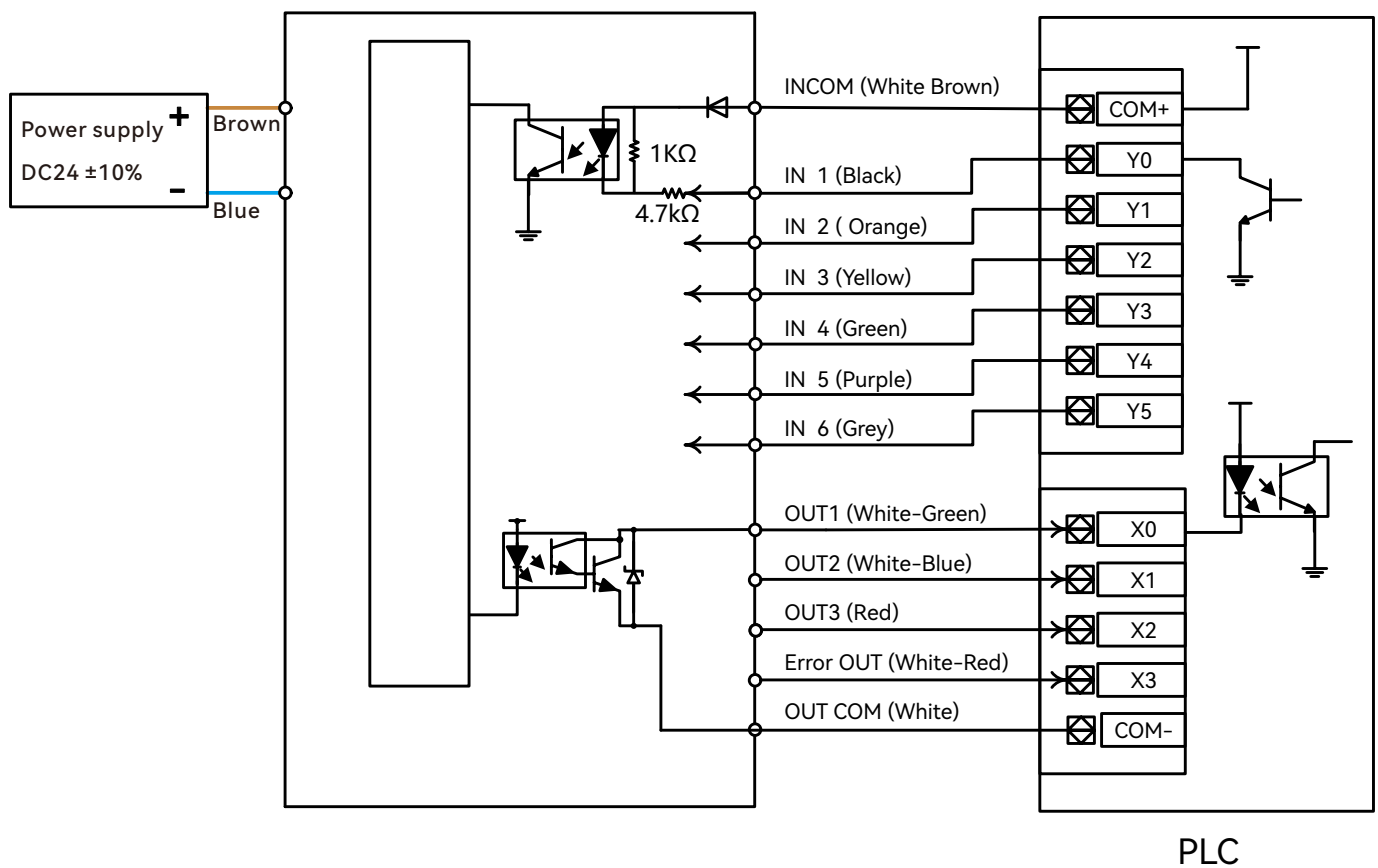 Power supply +
DC24 ±10% -
Brown
Blue
1KΩ
4.7kΩ
INCOM (White Brown)
IN 1 (Black)
IN 2 ( Orange)
IN 3 (Yellow)
IN 4 (Green)
IN 5 (Purple)
IN 6 (Grey)
OUT1 (White-Green)
OUT2 (White-Blue)
OUT3 (Red)
Error OUT (White-Red)
OUT COM (White)
COM+
Y0
Y1
Y2
Y3
Y4
Y5
X0
X1
X2
X3
COM-
PLC